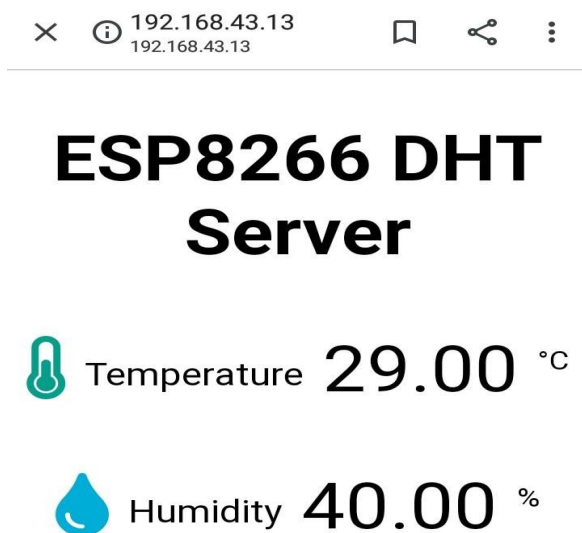 192.168.43.13
192.168.43.13
ESP8266 DHT
Server
Temperature 29.00 °C
Humidity 40.00 %